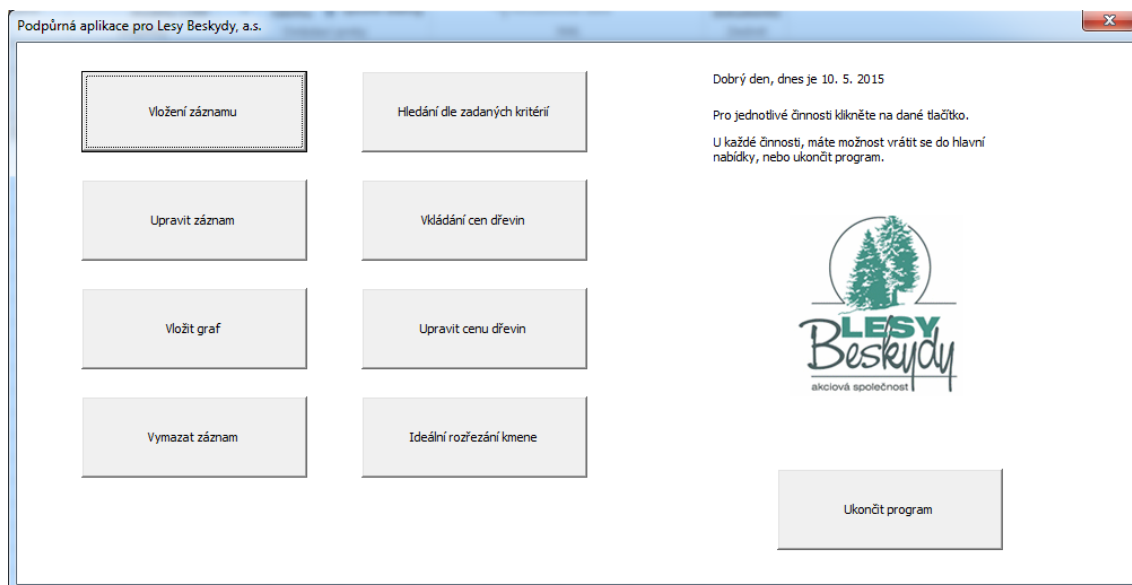 Podpůrná aplikace pro Lesy Beskydy, a.s.
Vložení záznamu
Hledání dle zadaných kritérií
Dobrý den, dnes je 10. 5. 2015
Pro jednotlivé činnosti klikněte na dané tlačítko.
U každé činnosti, máte možnost vrátit se do hlavní
nabídky, nebo ukončit program.
Upravit záznam
Vkládání cen dřevin
Vložit graf
Upravit cenu dřevin
LESY
Beskydy
akciová společnost
Vymazat záznam
Ideální rozřezání kmene
Ukončit program